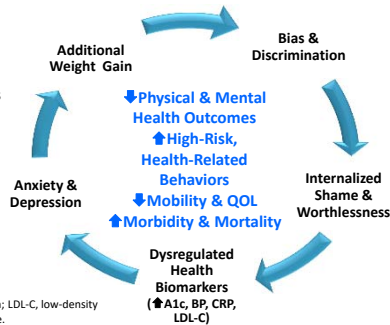 Bias &
Discrimination
Additional
Weight Gain
🡇Physical & Mental
Health Outcomes
🡅High-Risk,
Health-Related
Behaviors
🡇Mobility & QOL
🡅Morbidity & Mortality
Anxiety &
Depression
Internalized
Shame &
Worthlessness
Dysregulated
Health
Biomarkers
(🡅A1c, BP, CRP,
LDL-C)
; LDL-C, low-density